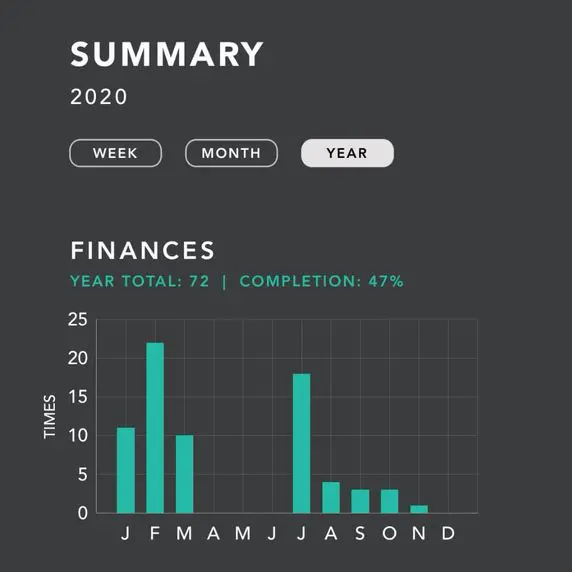 SUMMARY
2020
WEEK MONTH YEAR
FINANCES
YEAR TOTAL: 72 | COMPLETION: 47%
25
20
15
10
5
0
TIMES
J F M A M J J A S O N D